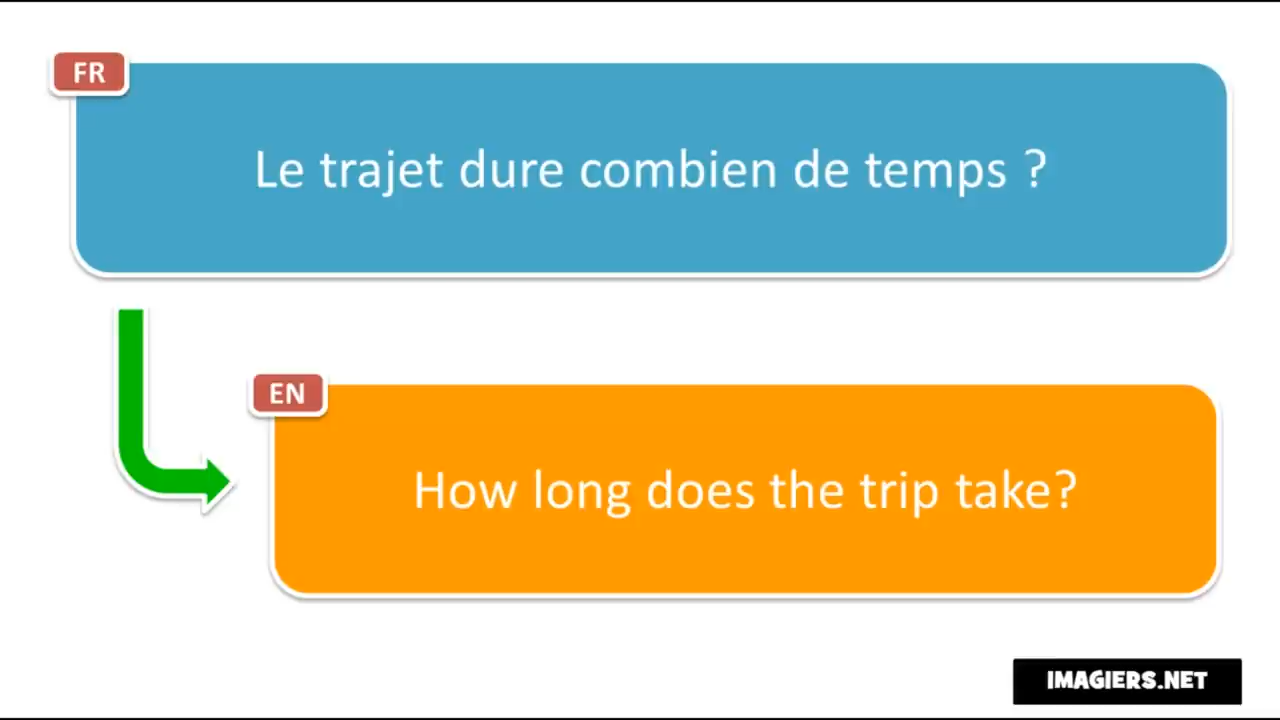 FR
Le trajet dure combien de temps ?
EN
How long does the trip take?
IMAGIERS.NET